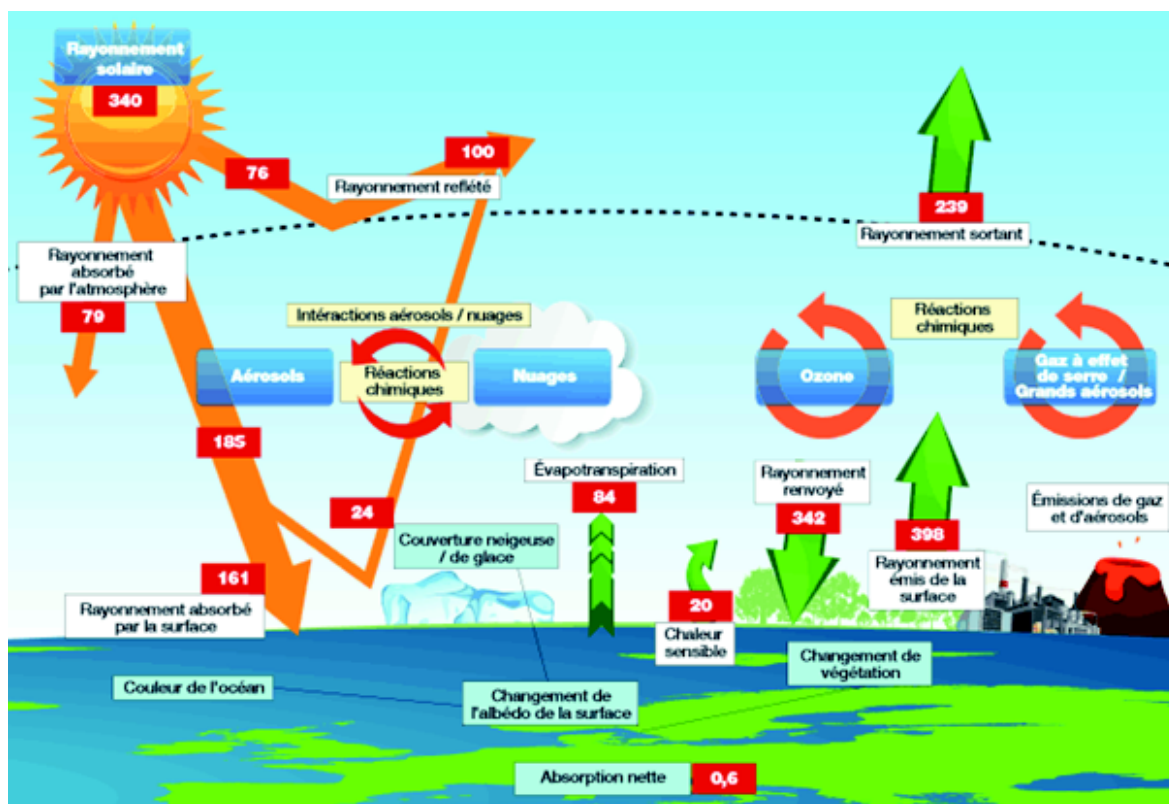 Rayonnement
solaire
340
76
100
Rayonnement reflété
239
Rayonnement sortant
Rayonnement
absorbé
par l'atmosphère
79
Intéractions aérosols / nuages
Aérosols
Réactions
chimiques
Nuages
Ozone
Réactions
chimiques
Gaz à effet
de serre /
Grands aérosols
185
24
Évapotranspiration
84
Rayonnement
renvoyé
342
398
Rayonnement
émis de la
surface
Émissions de gaz
et d'aérosols
Couverture neigeuse
/ de glace
161
Rayonnement absorbé
par la surface
20
Chaleur
sensible
Changement de
végétation
Couleur de l'océan
Changement de
l'albédo de la surface
Absorption nette
0,6